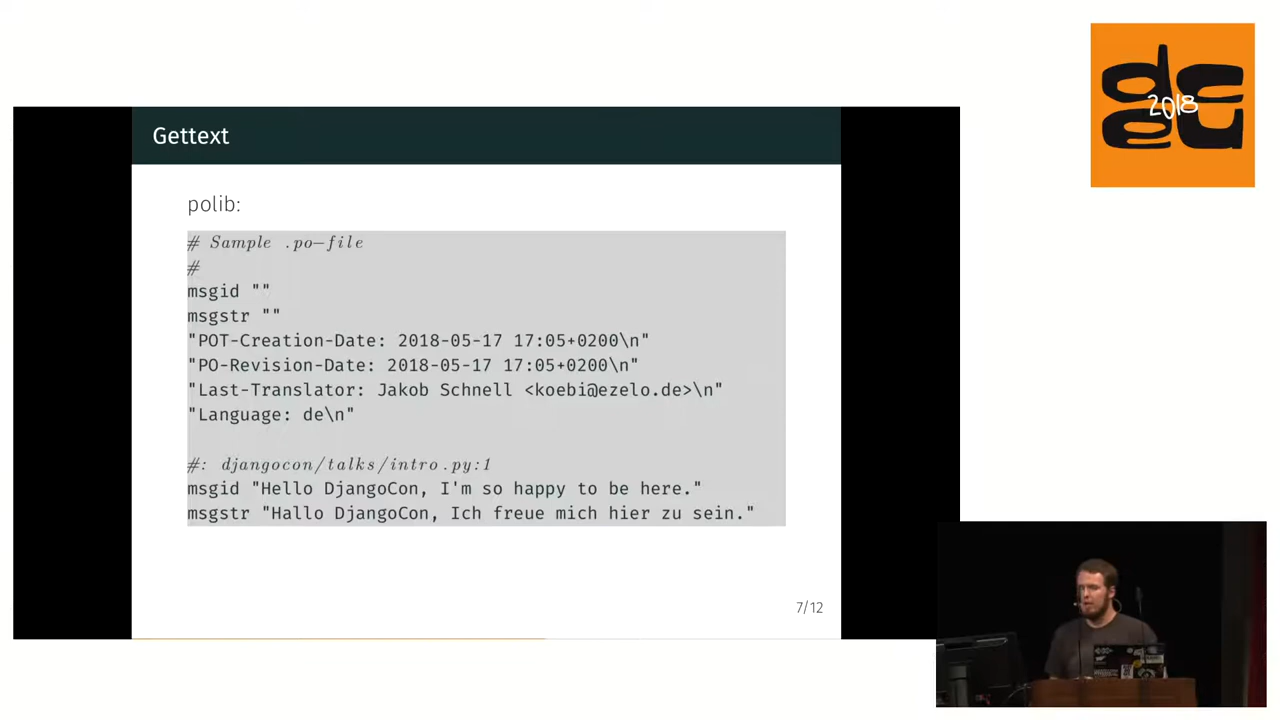 Gettext
polib:
# Sample .po-file
#
msgid ""
msgstr ""
"POT-Creation-Date: 2018-05-17 17:05+0200\n"
"PO-Revision-Date: 2018-05-17 17:05+0200\n"
"Last-Translator: Jakob Schnell <koebi@ezelo.de>\n"
"Language: de\n"
#: djangocon/talks/intro.py:1
msgid "Hello DjangoCon, I'm so happy to be here."
msgstr "Hallo DjangoCon, Ich freue mich hier zu sein."
7/12
dc
2018
eu